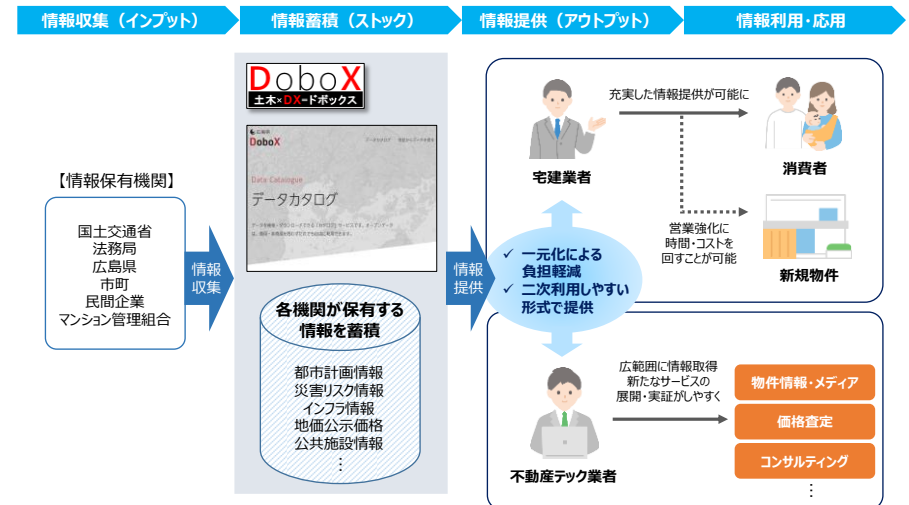 情報収集（インプット）
情報蓄積（ストック）
情報提供（アウトプット）
情報利用・応用
【情報保有機関】
国土交通省
法務局
広島県
市町
民間企業
マンション管理組合
情報
収集
DoboX
土木×DX=ドボックス
広島県
DoboX
Data Catalogue
データカタログ
各機関が保有する
情報を蓄積
都市計画情報
災害リスク情報
インフラ情報
地価公示価格
公共施設情報
⋮
情報
提供
宅建業者
充実した情報提供が可能に
消費者
営業強化に
時間・コストを
回すことが可能
新規物件
✓ 一元化による
負担軽減
✓ 二次利用しやすい
形式で提供
不動産テック業者
広範囲に情報取得
新たなサービスの
展開・実証がしやすく
物件情報・メディア
価格査定
コンサルティング
⋮